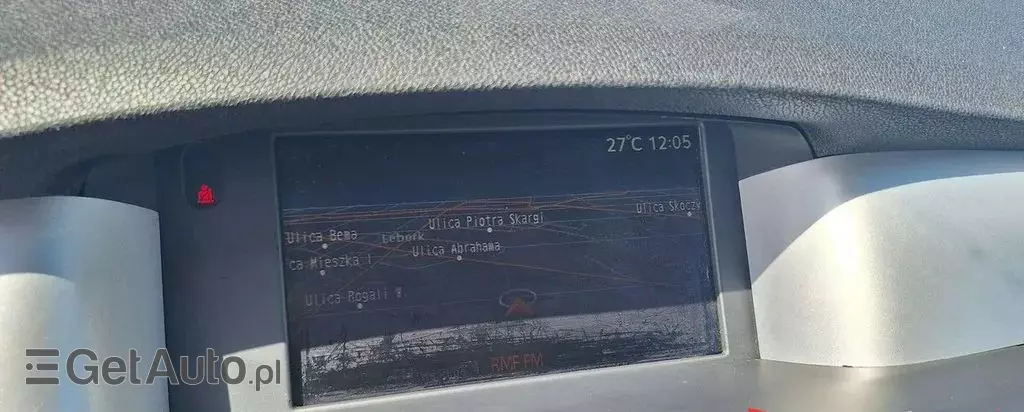 27°C 12:05
Ulica Piotra Skargi
Ulica Skoczy
Ulica Bema
Lębork
Ulica Abrahama
ca Mieszka I
Ulica Rogali W
RMF FM
GetAuto.pl